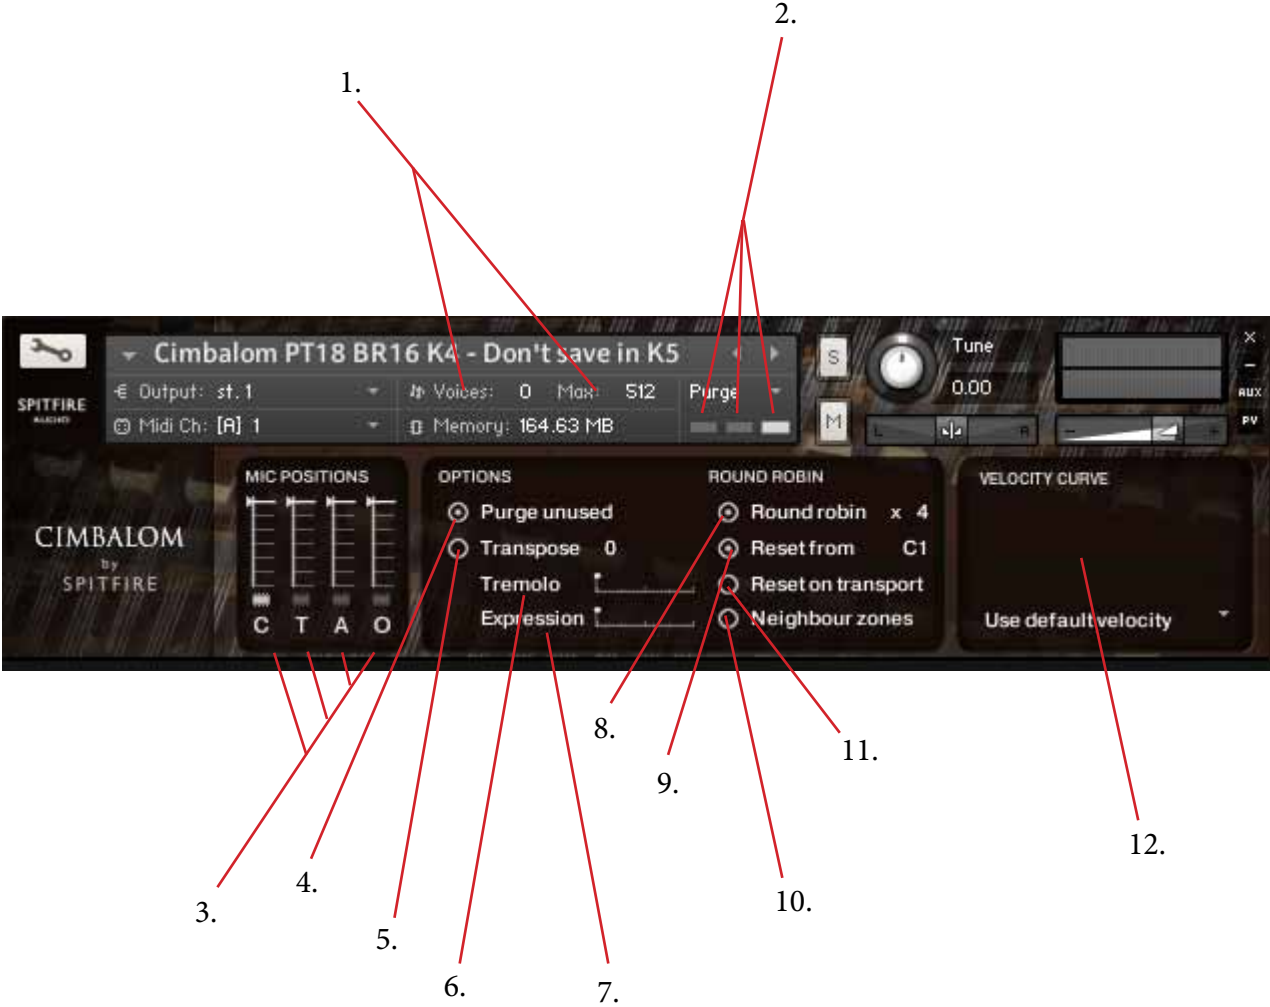 2.
1.
Cimbalom PT18 BR16 K4 - Don't save in K5
S
Tune
0.00
Output: st. 1
Voices: 0 Max: 512
Purge
SPITFIRE
AUDIO
Midi Ch: [A] 1
Memory: 164.63 MB
M
L
R
-
+
×
-
AUX
PV
MIC POSITIONS
C T A O
OPTIONS
Purge unused
Transpose 0
Tremolo
Expression
ROUND ROBIN
Round robin x 4
Reset from C1
Reset on transport
Neighbour zones
VELOCITY CURVE
Use default velocity
CIMBALOM
by
SPITFIRE
8.
11.
9.
12.
4.
10.
3.
5.
6.
7.